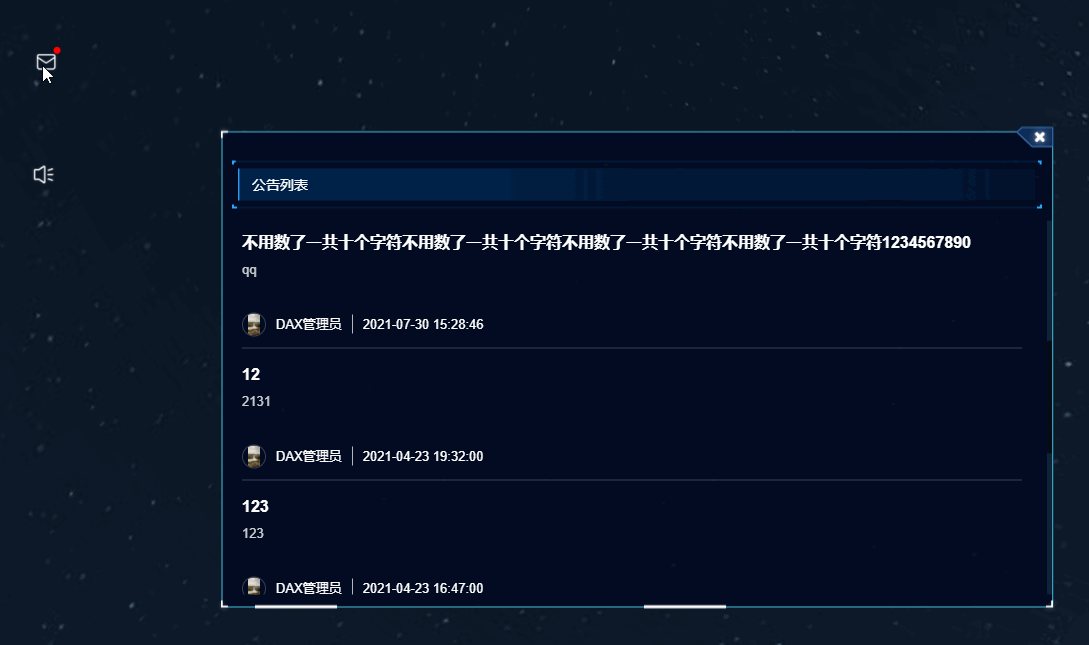 公告列表
不用数了一共十个字符不用数了一共十个字符不用数了一共十个字符不用数了一共十个字符1234567890
qq
DAX管理员 2021-07-30 15:28:46
12
2131
DAX管理员 2021-04-23 19:32:00
123
123
DAX管理员 2021-04-23 16:47:00